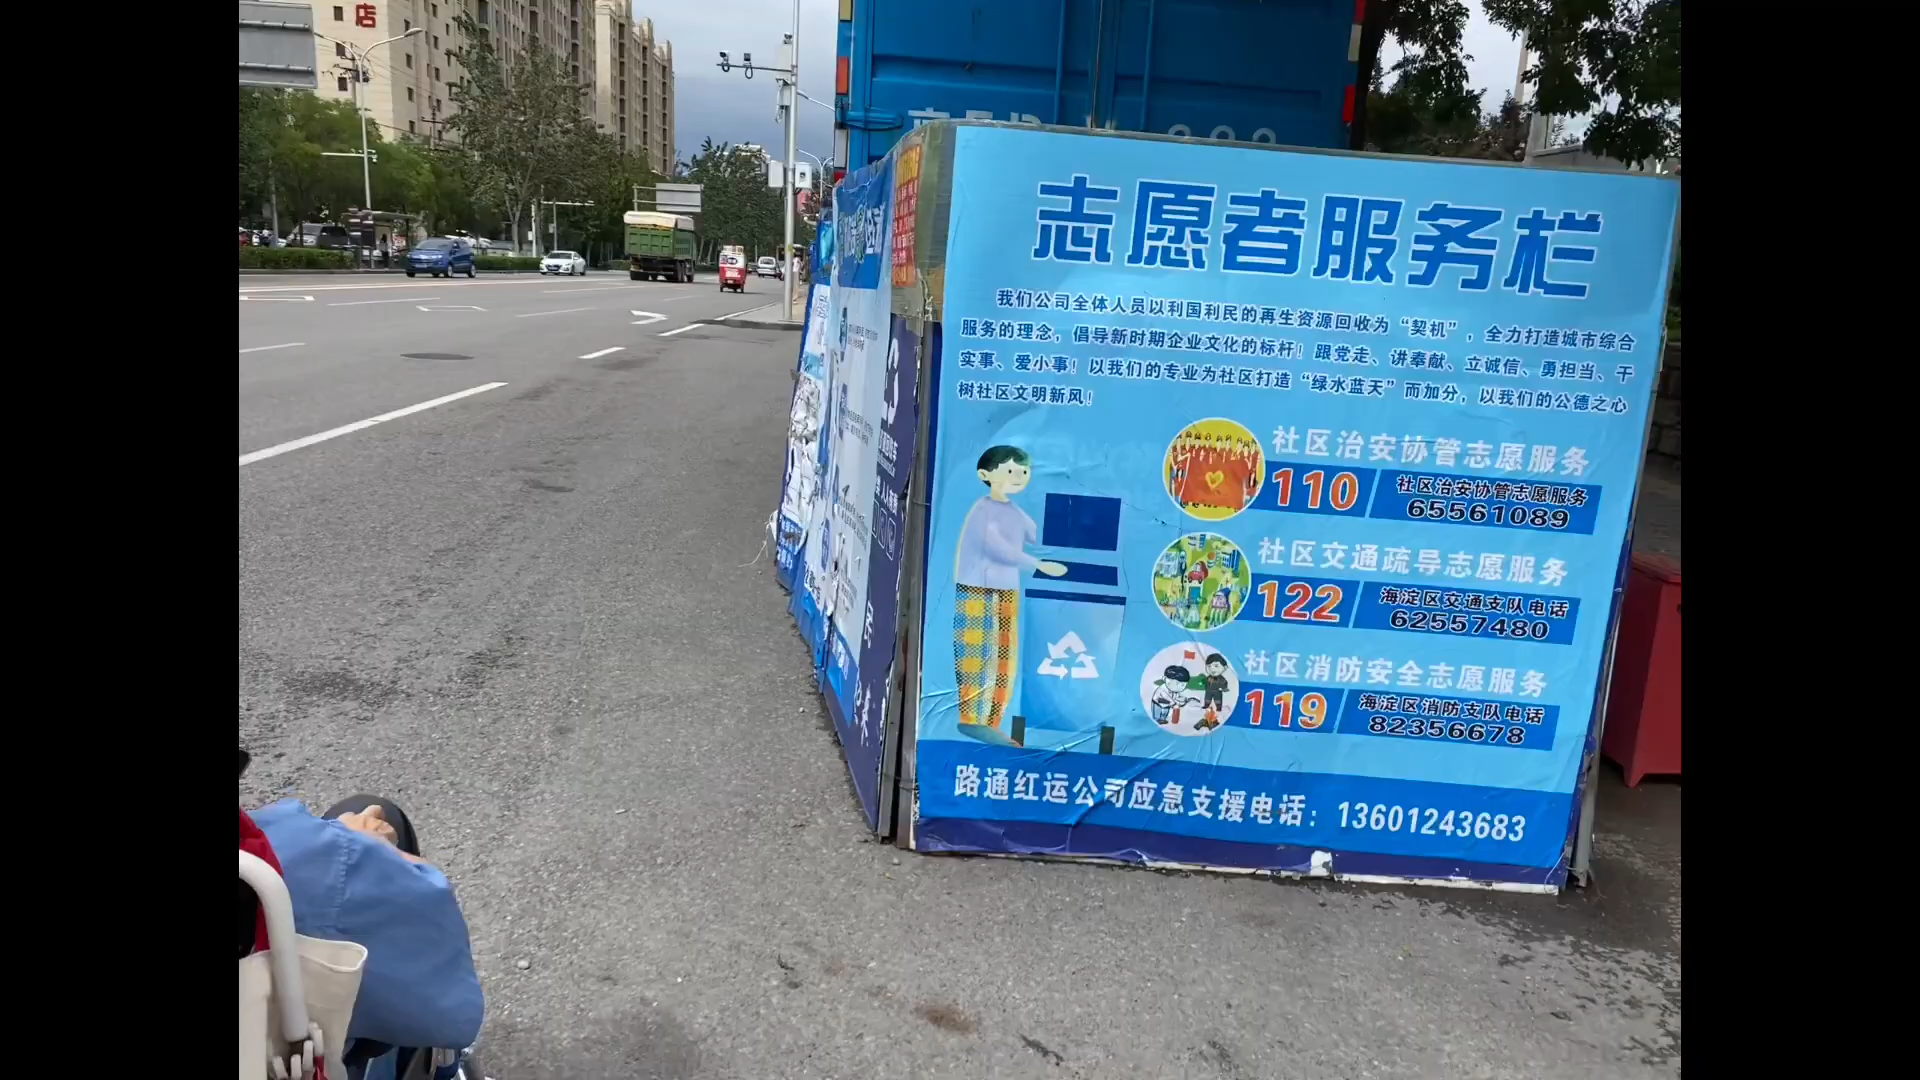 店
志愿者服务栏
我们公司全体人员以利国利民的再生资源回收为“契机”，全力打造城市综合
服务的理念，倡导新时期企业文化的标杆！跟党走、讲奉献、立诚信、勇担当、干
实事、爱小事！以我们的专业为社区打造“绿水蓝天”而加分，以我们的公德之心
树社区文明新风！
社区治安协管志愿服务
110
社区治安协管志愿服务
65561089
社区交通疏导志愿服务
122
海淀区交通支队电话
62557480
社区消防安全志愿服务
119
海淀区消防支队电话
82356678
路通红运公司应急支援电话：13601243683